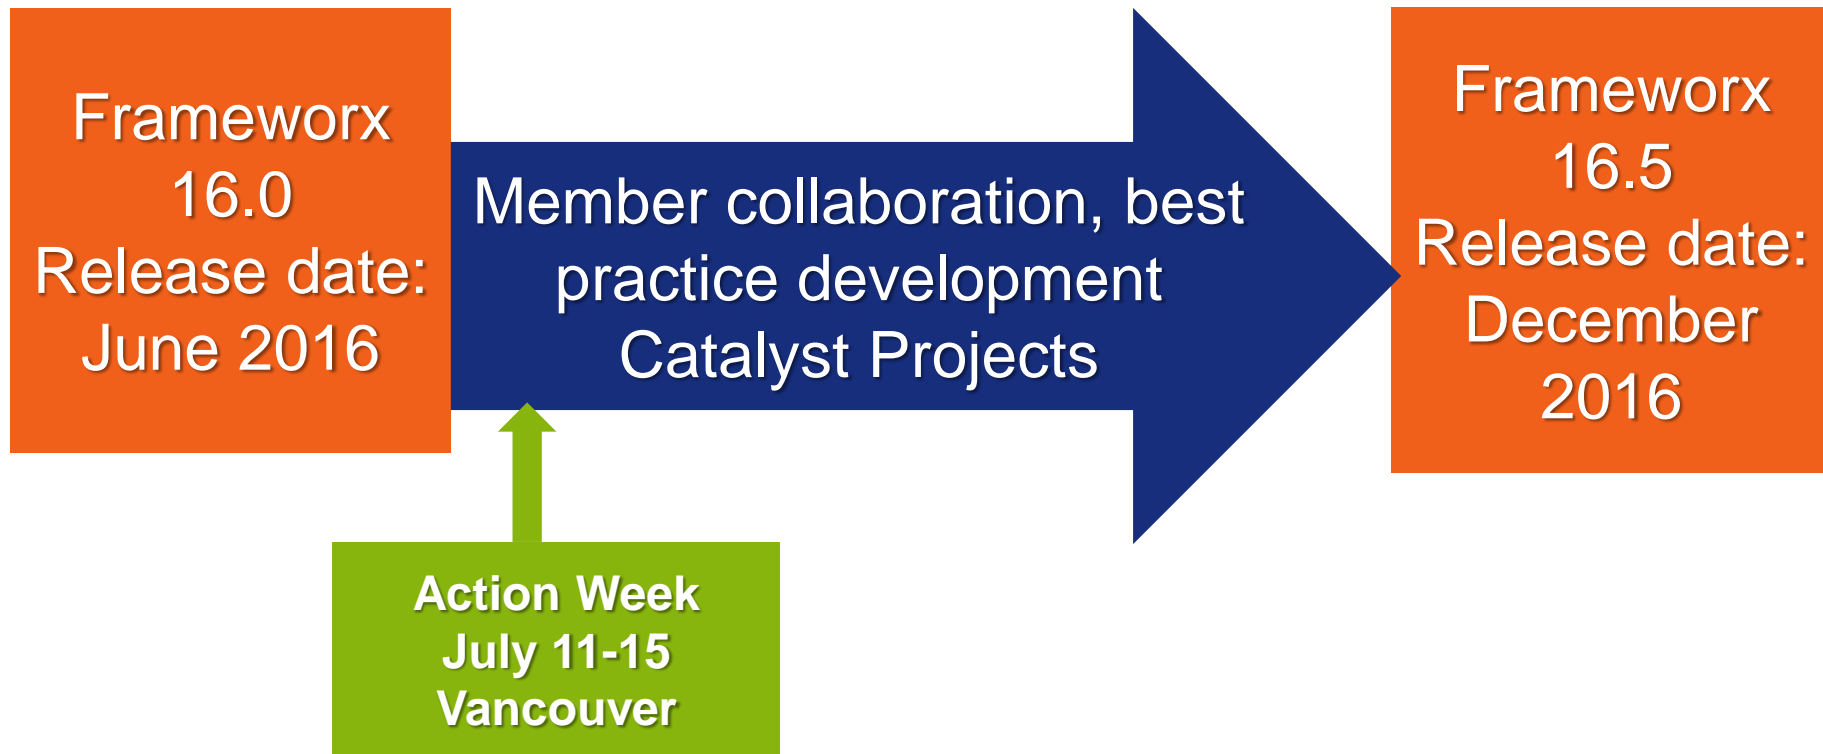 Frameworx
16.0
Release date:
June 2016
Member collaboration, best
practice development
Catalyst Projects
Frameworx
16.5
Release date:
December
2016
Action Week
July 11-15
Vancouver